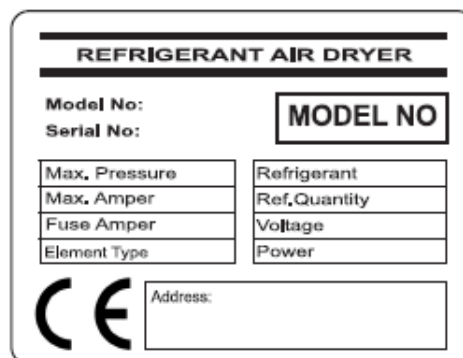 REFRIGERANT AIR DRYER
Model No:
Serial No:
MODEL NO
Max. Pressure
Max. Amper
Fuse Amper
Element Type
Refrigerant
Ref.Quantity
Voltage
Power
CE
Address: